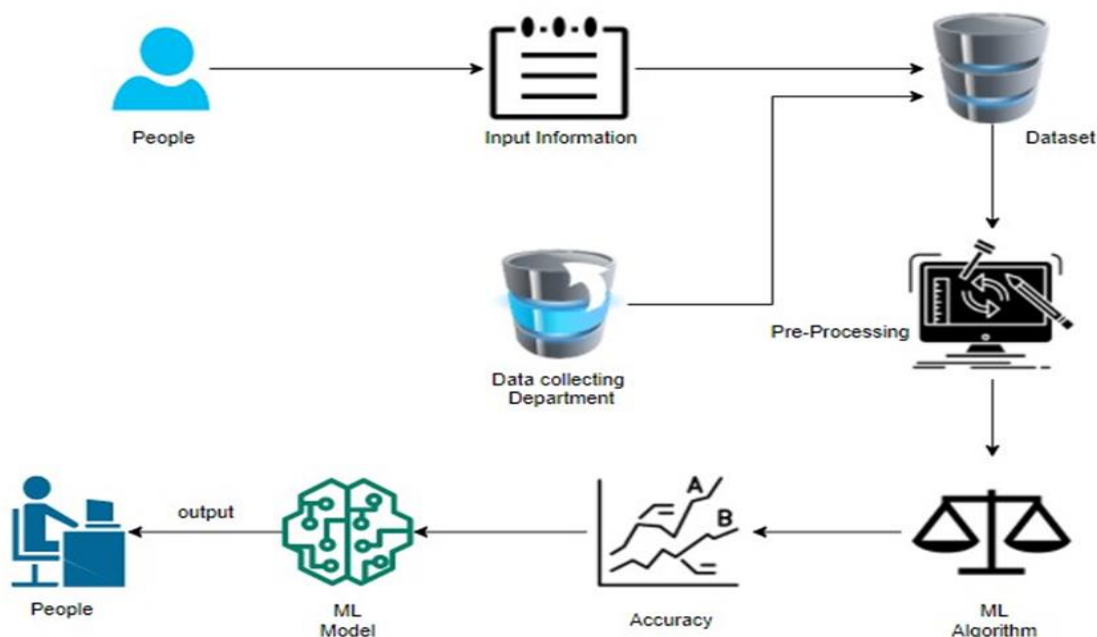 People
Input Information
Dataset
Pre-Processing
Data collecting
Department
A
B
output
People
ML
Model
Accuracy
ML
Algorithm